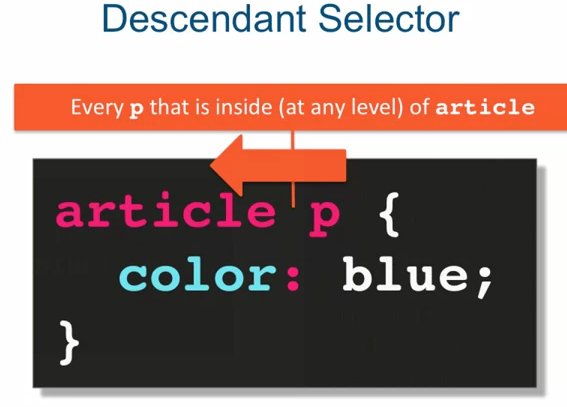 Descendant Selector
Every p that is inside (at any level) of article
article p {
color: blue;
}